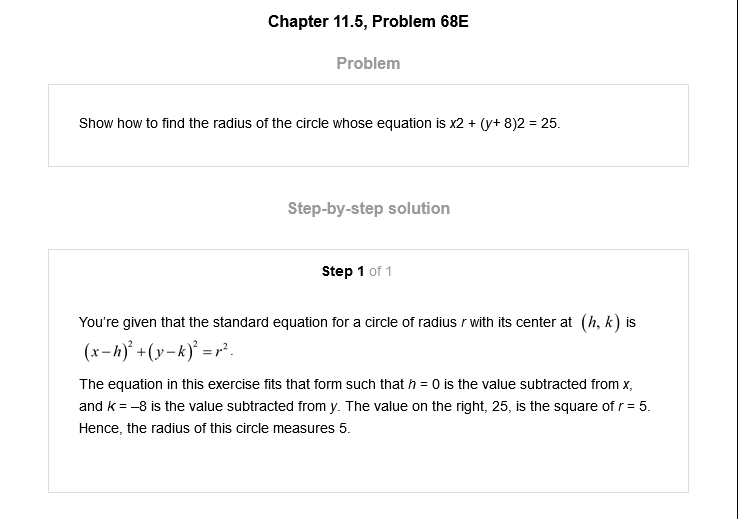 Chapter 11.5, Problem 68E
Problem
Show how to find the radius of the circle whose equation is x2 + (y+ 8)2 = 25.
Step-by-step solution
Step 1 of 1
You're given that the standard equation for a circle of radius r with its center at (h, k) is
(x−h)² +(y−k)² = r².
The equation in this exercise fits that form such that h = 0 is the value subtracted from x,
and k = –8 is the value subtracted from y. The value on the right, 25, is the square of r = 5.
Hence, the radius of this circle measures 5.